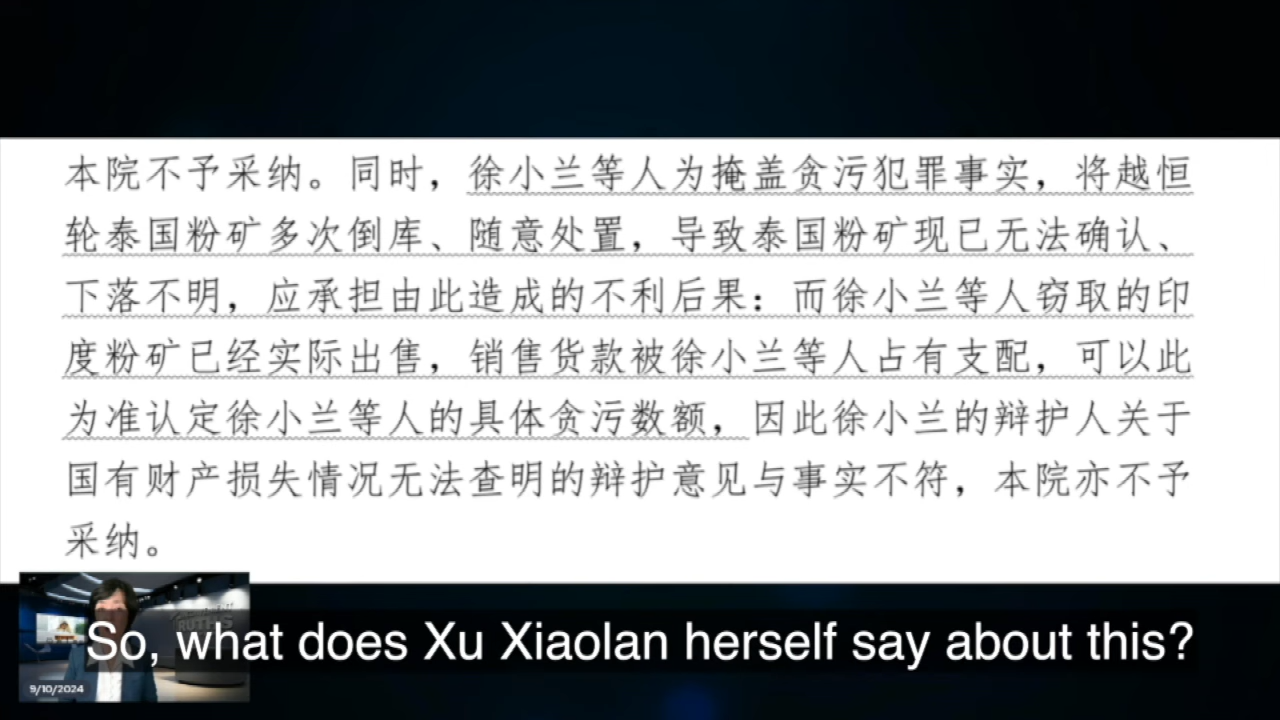 本院不予采纳。同时，徐小兰等人为掩盖贪污犯罪事实，将越恒
轮泰国粉矿多次倒库、随意处置，导致泰国粉矿现已无法确认、
下落不明，应承担由此造成的不利后果：而徐小兰等人窃取的印
度粉矿已经实际出售，销售货款被徐小兰等人占有支配，可以此
为准认定徐小兰等人的具体贪污数额，因此徐小兰的辩护人关于
国有财产损失情况无法查明的辩护意见与事实不符，本院亦不予
采纳。
So, what does Xu Xiaolan herself say about this?
9/10/2024